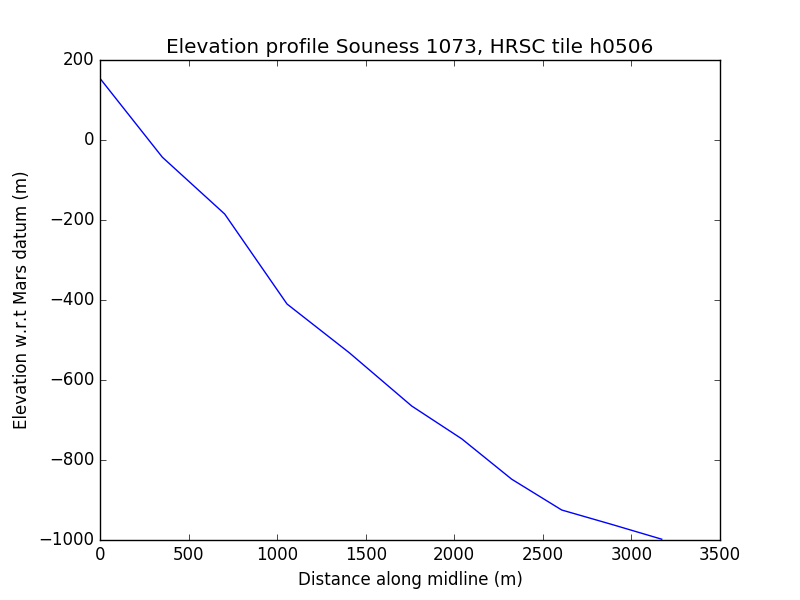 Elevation profile Souness 1073, HRSC tile h0506
200
0
−200
−400
−600
−800
−1000
Elevation w.r.t Mars datum (m)
0 500 1000 1500 2000 2500 3000 3500
Distance along midline (m)